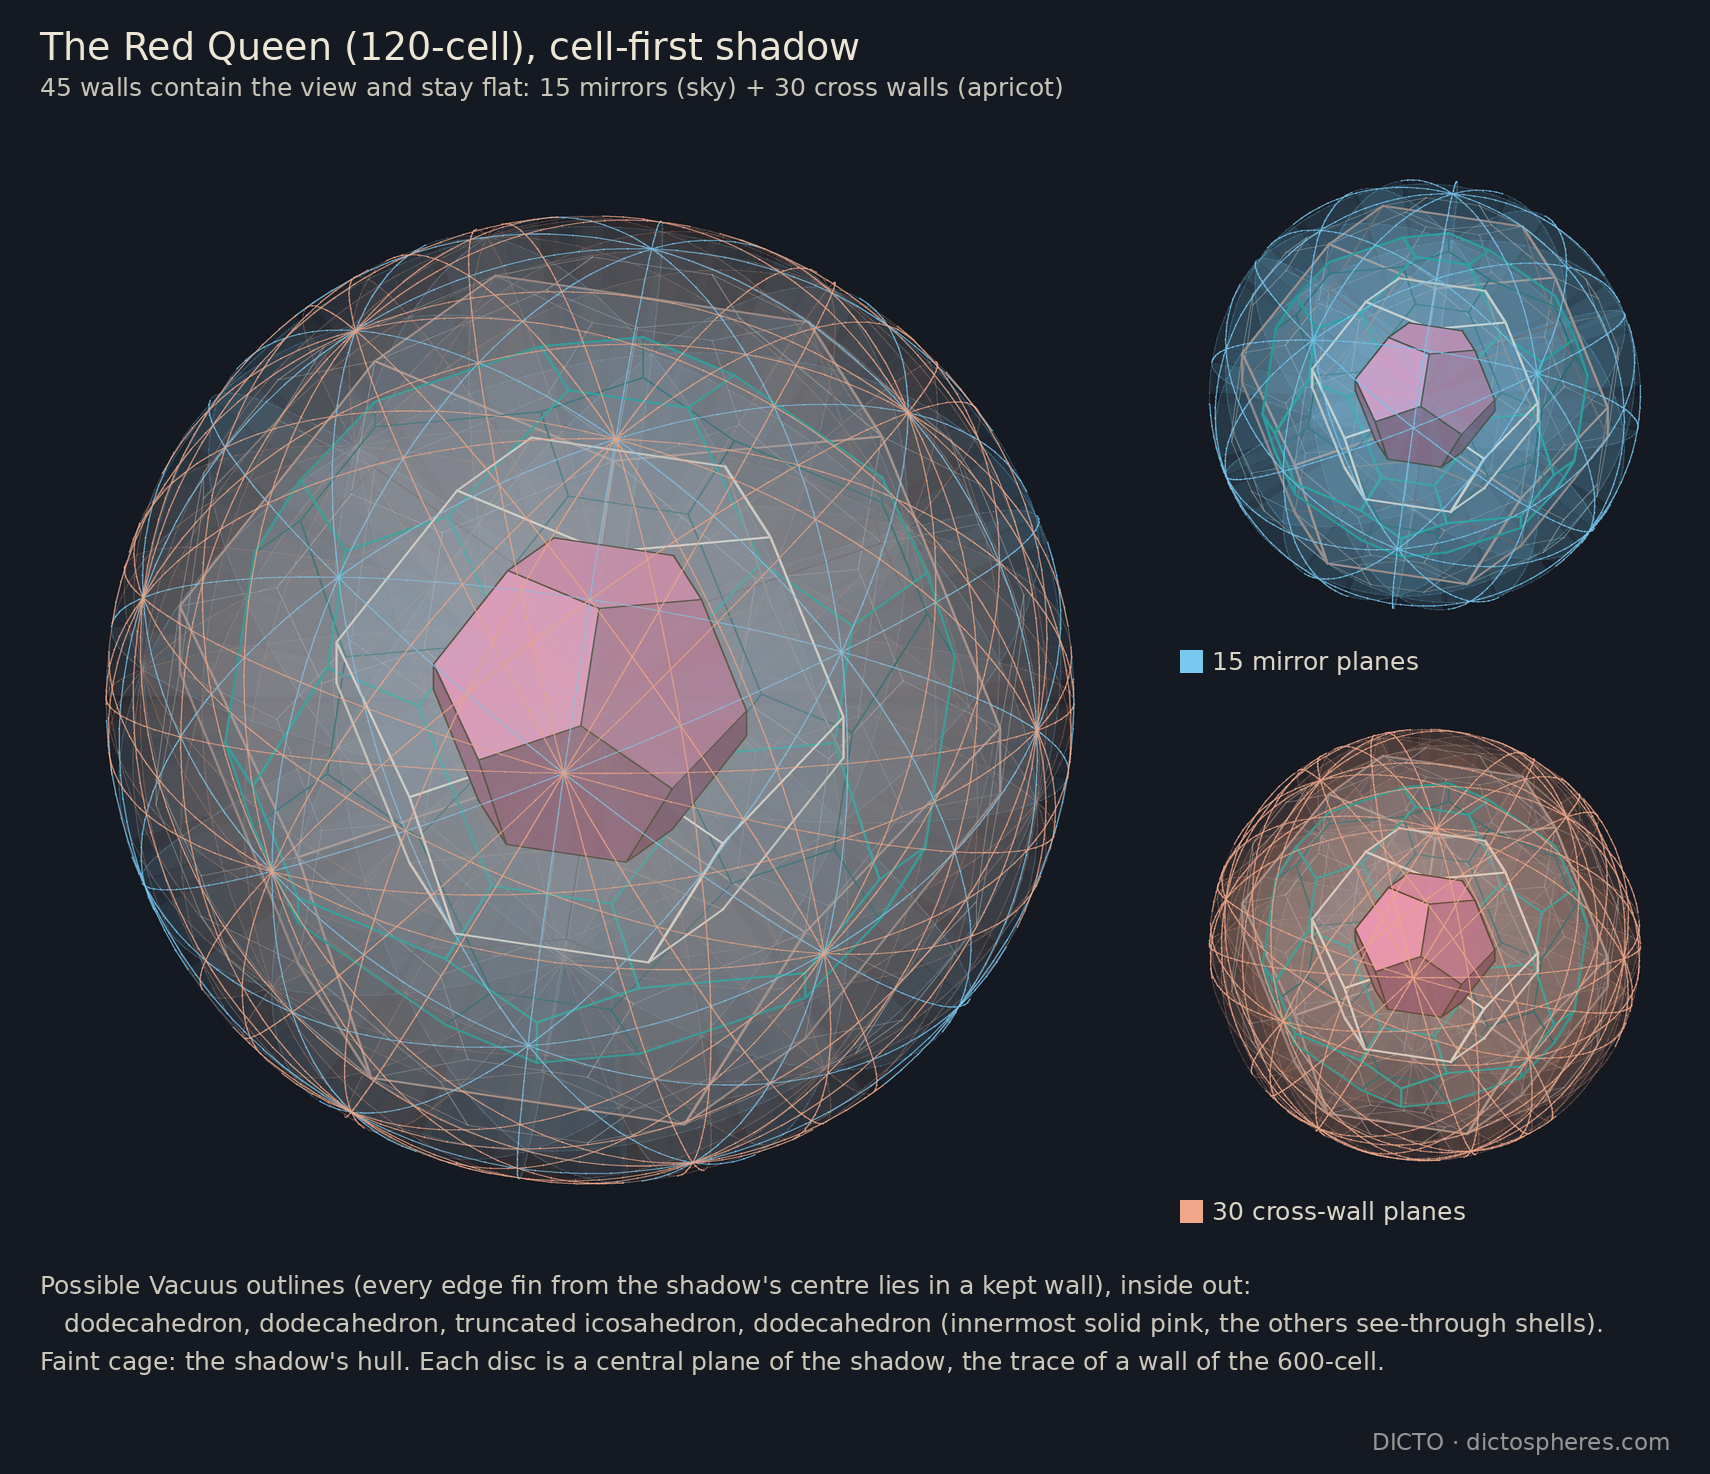 The Red Queen (120-cell), cell-first shadow
45 walls contain the view and stay flat: 15 mirrors (sky) + 30 cross walls (apricot)
15 mirror planes
30 cross-wall planes
Possible Vacuus outlines (every edge fin from the shadow's centre lies in a kept wall), inside out:
dodecahedron, dodecahedron, truncated icosahedron, dodecahedron (innermost solid pink, the others see-through shells).
Faint cage: the shadow's hull. Each disc is a central plane of the shadow, the trace of a wall of the 600-cell.
DICTO · dictospheres.com